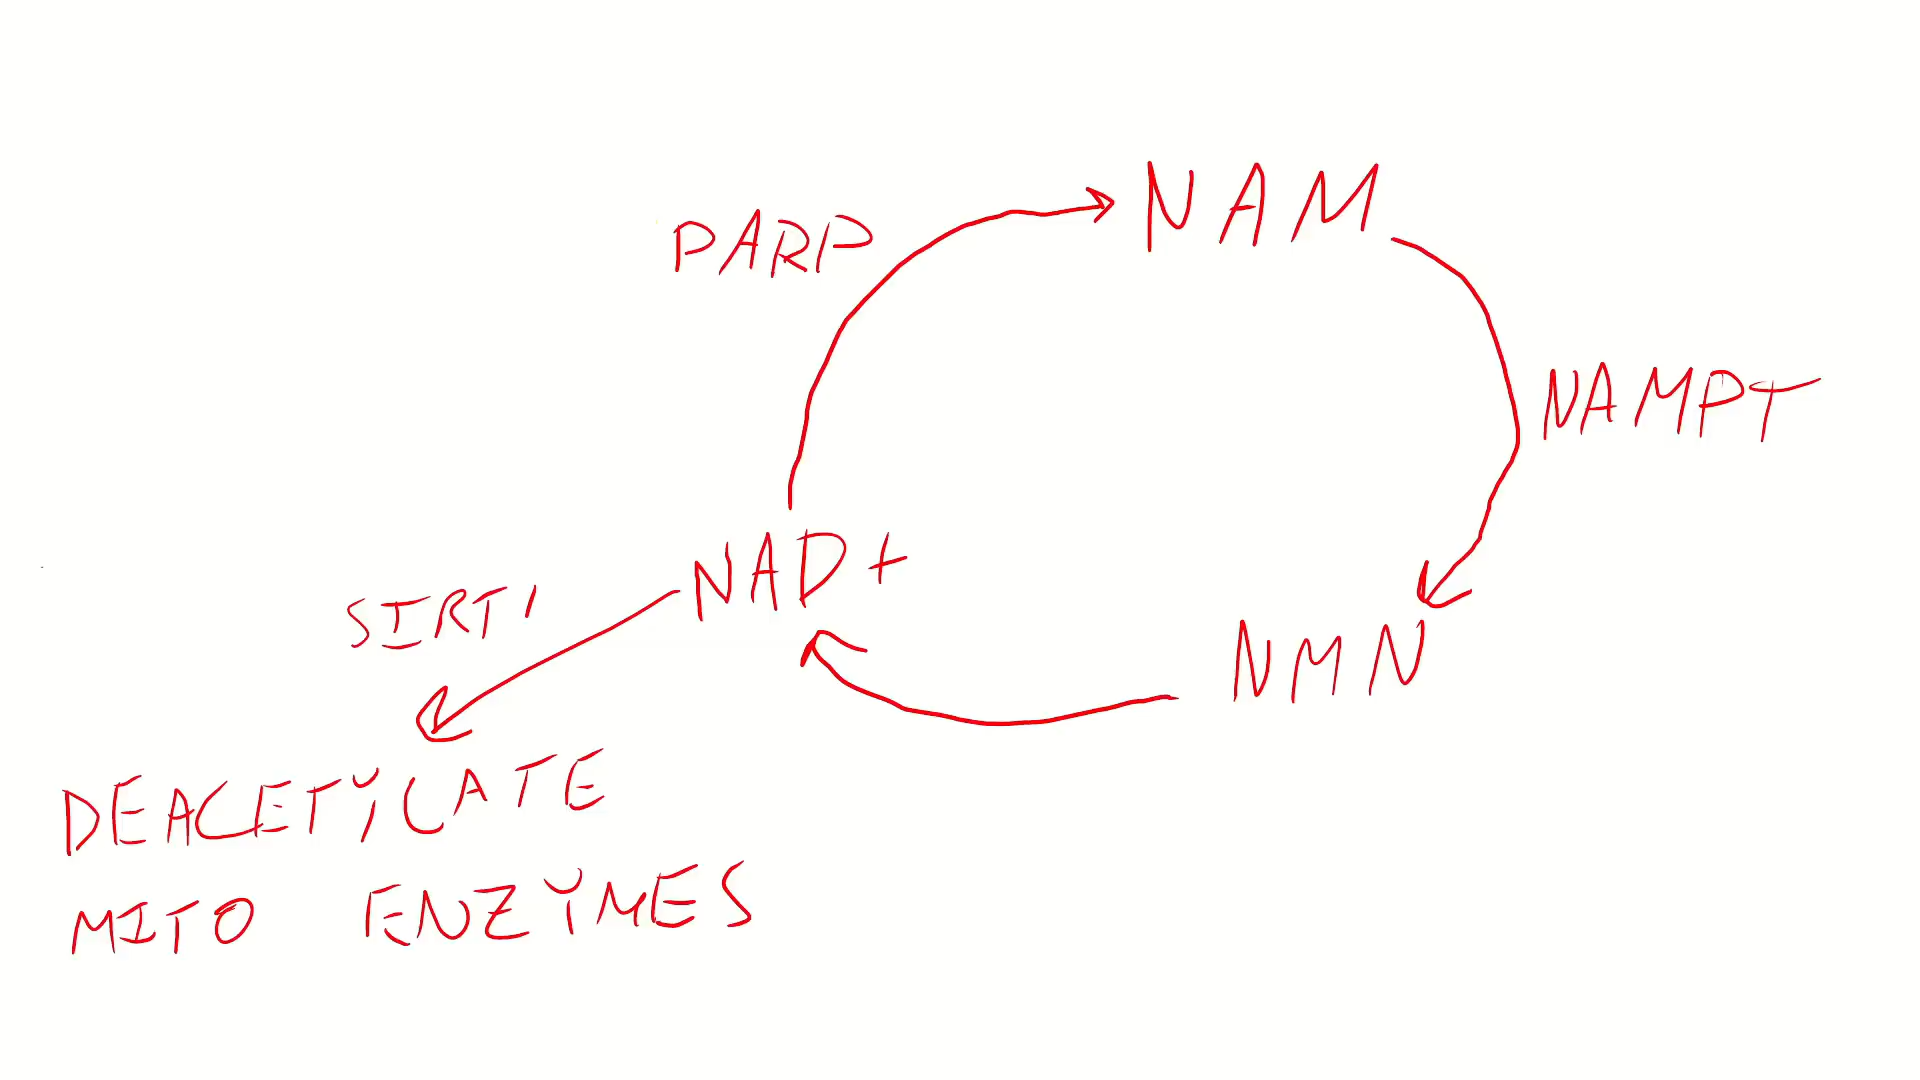 NAM
PARP
NAMPT
NAD+
SIRT1
NMN
DEACETYLATE
MITO ENZYMES